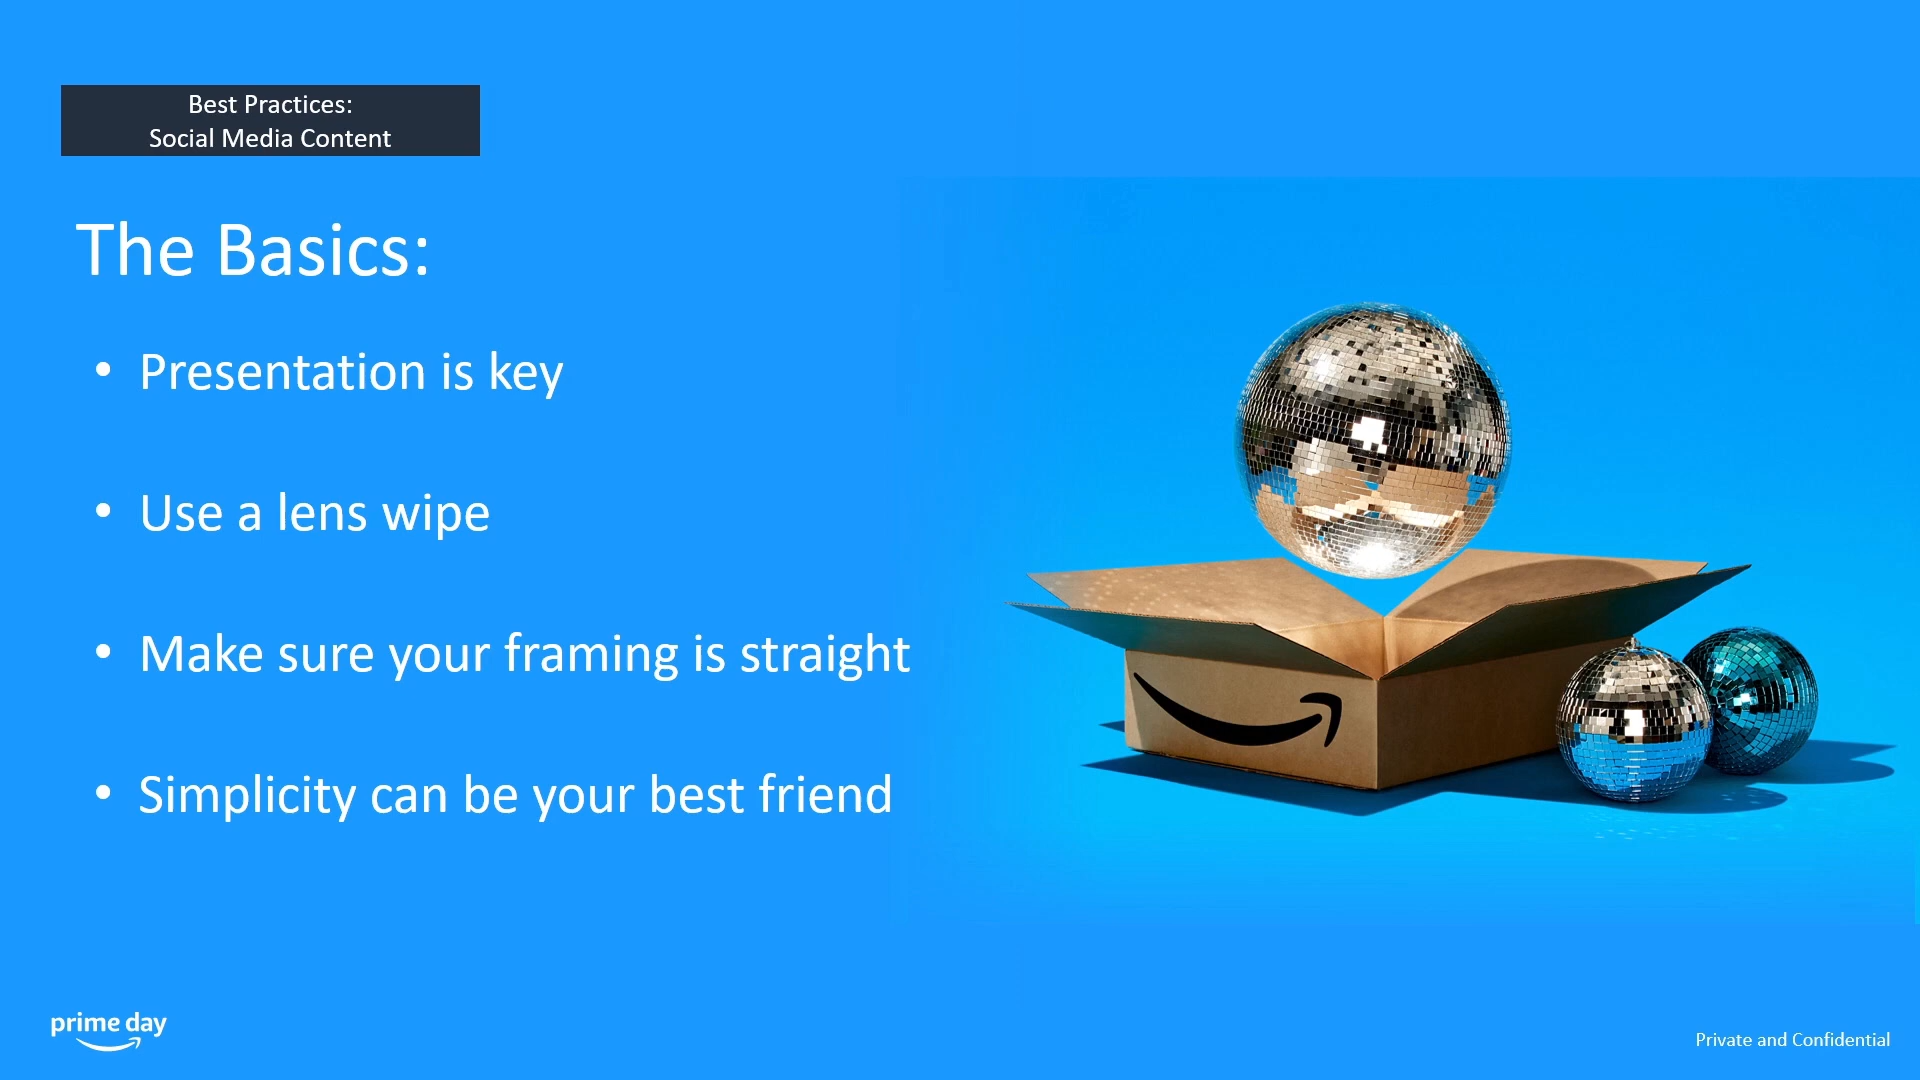 Best Practices:
Social Media Content
The Basics:
• Presentation is key
• Use a lens wipe
• Make sure your framing is straight
• Simplicity can be your best friend
prime day
Private and Confidential